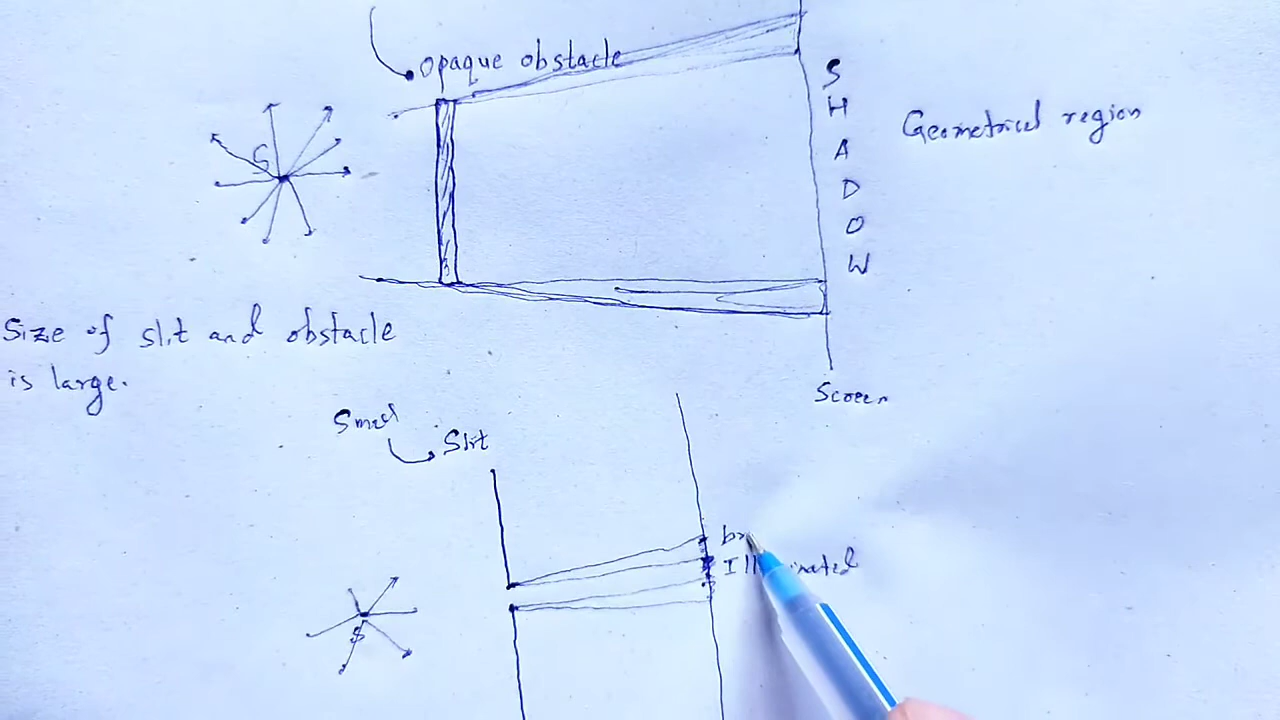 opaque obstacle
S
H
A
D
O
W
Geometrical region
S
Size of slit and obstacle
is large.
Screen
Small
Slit
S